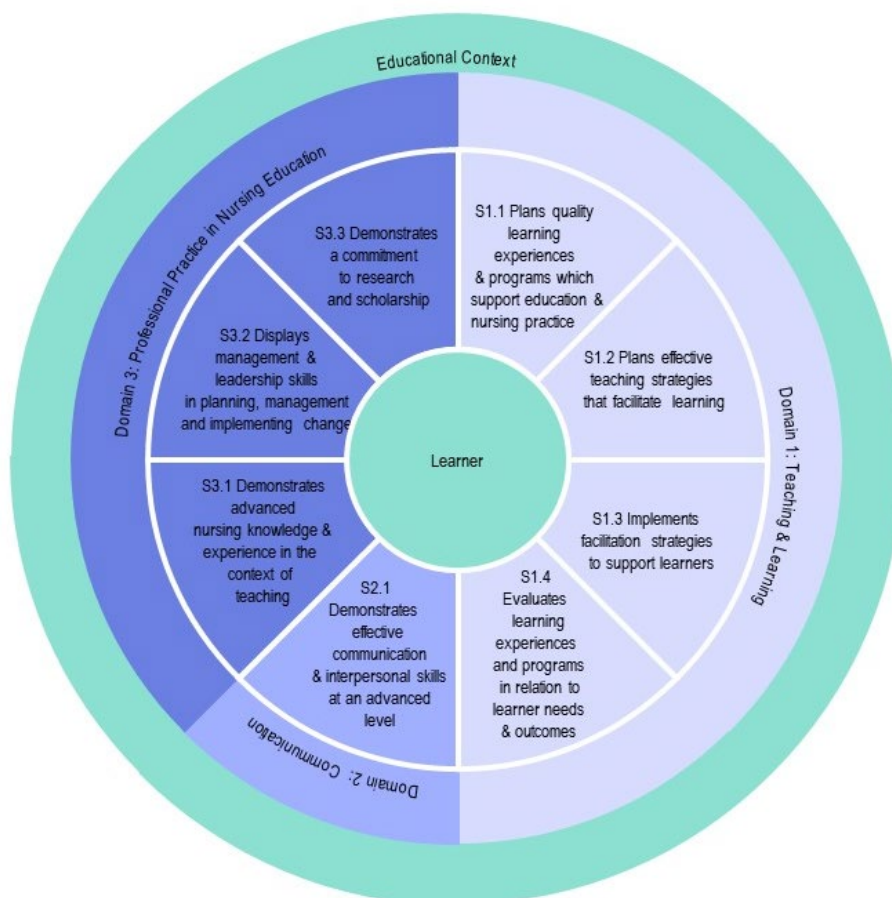 Educational Context
Domain 1: Teaching & Learning
S1.1 Plans quality
learning
experiences
& programs which
support education &
nursing practice
S1.2 Plans effective
teaching strategies
that facilitate learning
S1.3 Implements
facilitation strategies
to support learners
S1.4
Evaluates
learning
experiences
and programs
in relation to
learner needs
& outcomes
Domain 2: Communication
S2.1
Demonstrates
effective
communication
& interpersonal skills
at an advanced
level
Domain 3: Professional Practice in Nursing Education
S3.1 Demonstrates
advanced
nursing knowledge &
experience in the
context of
teaching
S3.2 Displays
management &
leadership skills
in planning, management
and implementing change
S3.3 Demonstrates
a commitment
to research
and scholarship
Learner